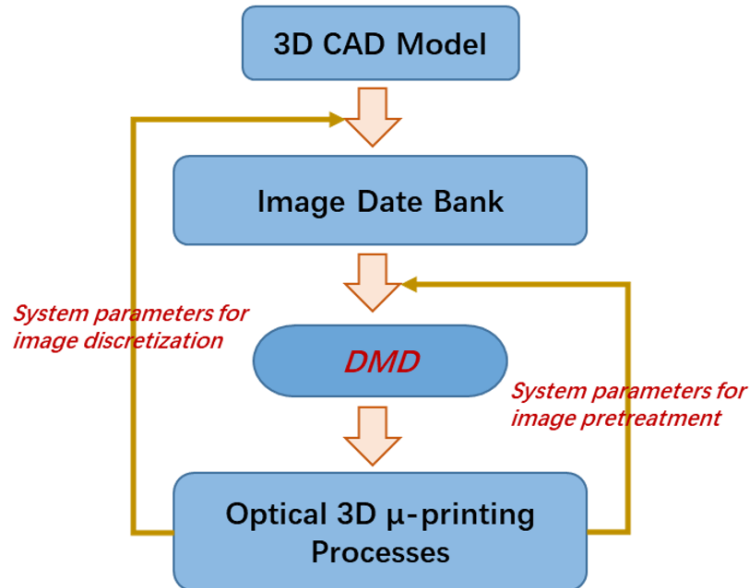 3D CAD Model
Image Date Bank
System parameters for
image discretization
DMD
System parameters for
image pretreatment
Optical 3D μ-printing
Processes